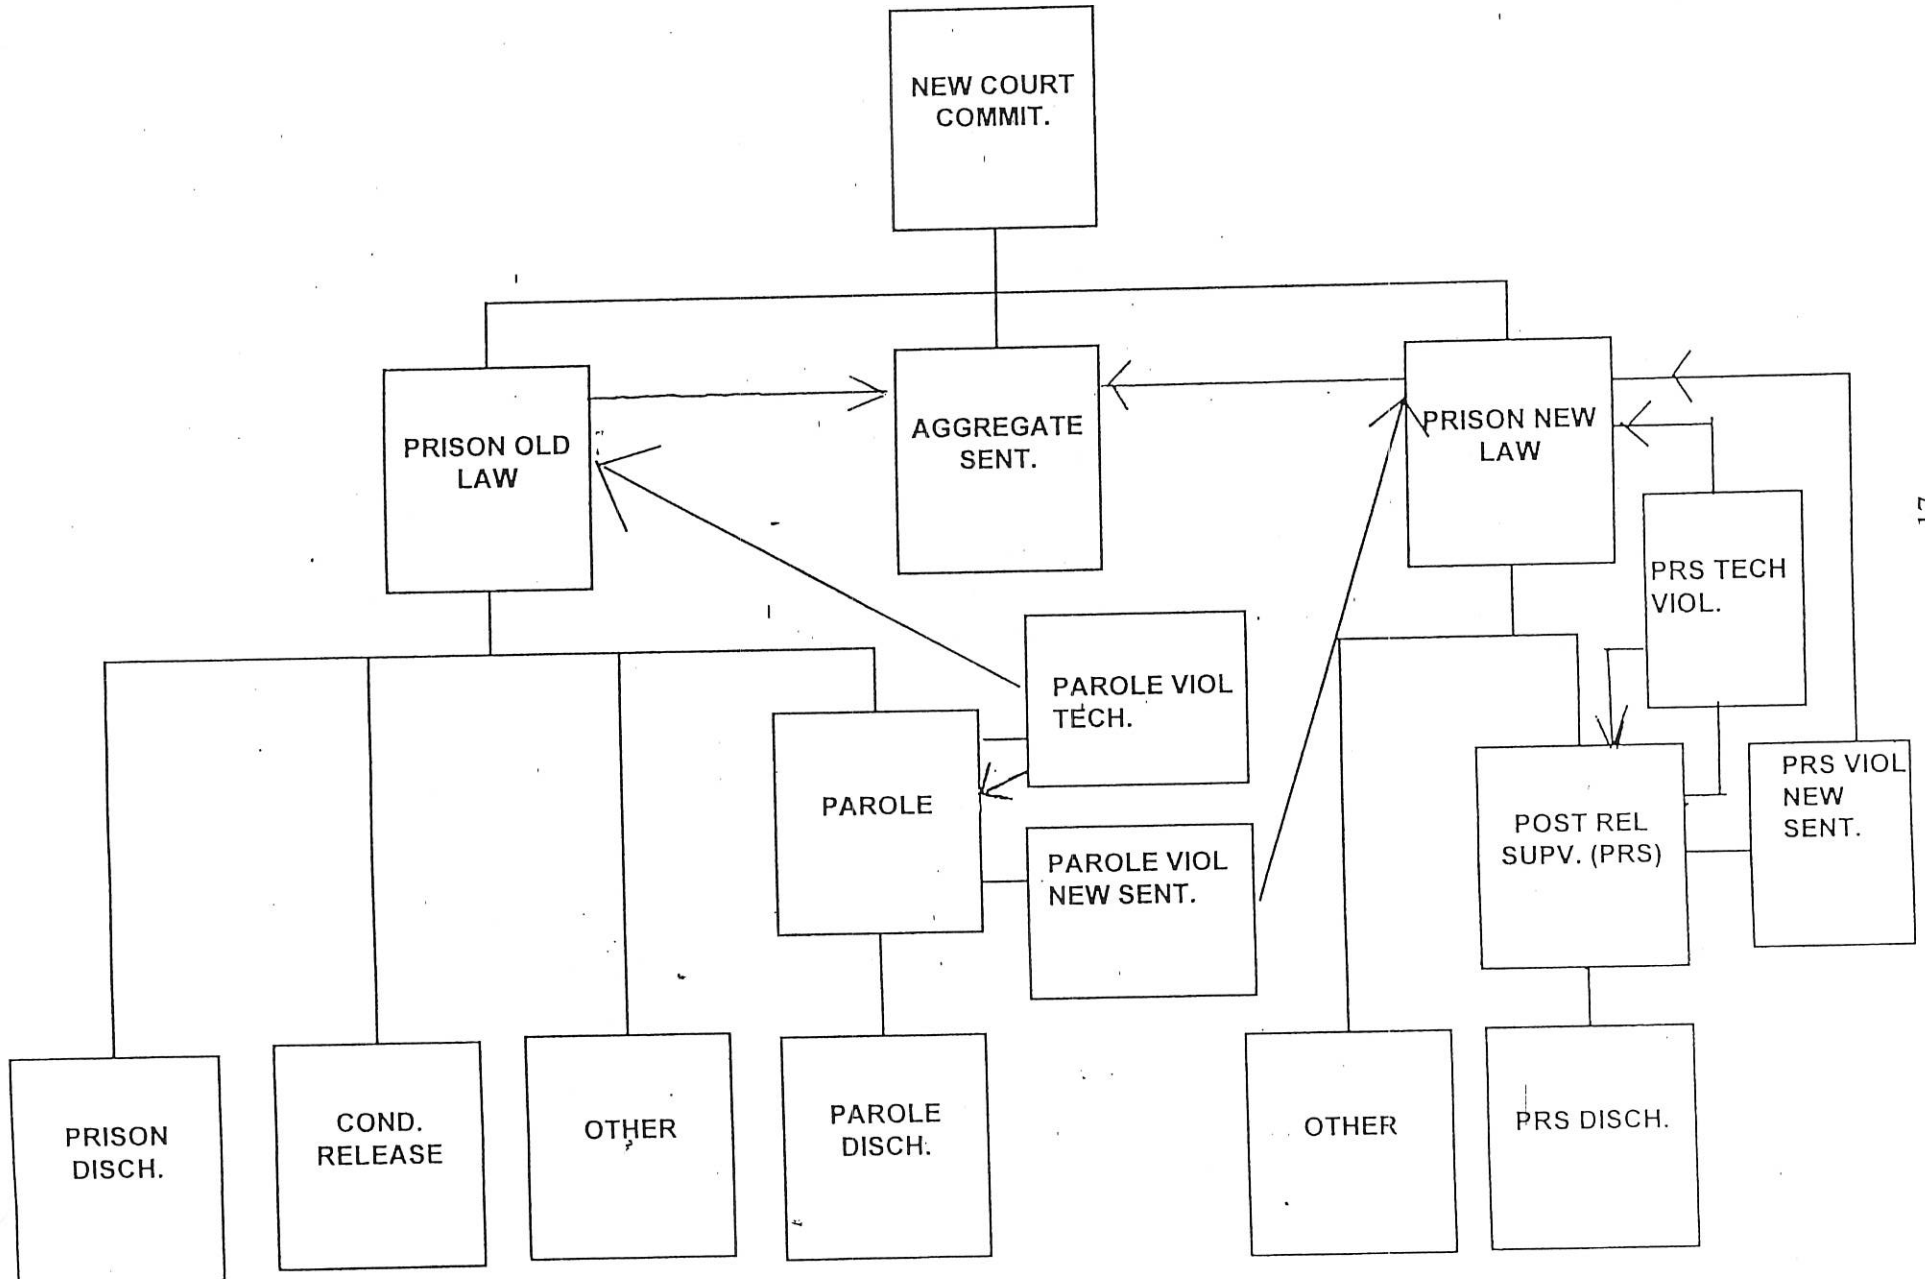 NEW COURT
COMMIT.
PRISON OLD
LAW
AGGREGATE
SENT.
PRISON NEW
LAW
17
PRS TECH
VIOL.
PAROLE VIOL
TECH.
PAROLE
PAROLE VIOL
NEW SENT.
POST REL
SUPV. (PRS)
PRS VIOL
NEW
SENT.
PRISON
DISCH.
COND.
RELEASE
OTHER
PAROLE
DISCH.
OTHER
PRS DISCH.